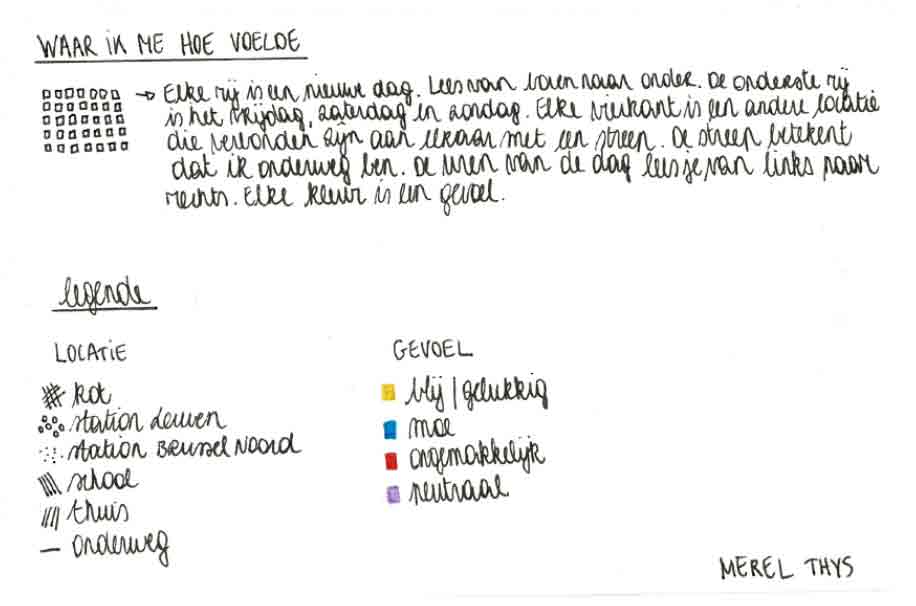 WAAR iK ME HOE VOELDE
→ Elke rij is een nieuwe dag. Lees van boven naar onder. De onderste rij
is het vrijdag, zaterdag en zondag. Elke vierkant is een andere locatie
die verbonden zijn aan elkaar met een streep. De streep betekent
dat ik onderweg ben. De uren van de dag lees je van links naar
rechts. Elke kleur is een gevoel.
legende
LOCATiE
kot
station Leuven
station BRUSSEL NOORD
school
thuis
onderweg
GEVOEL
blij | gelukkig
moe
ongemakkelijk
neutraal
MEREL THYS